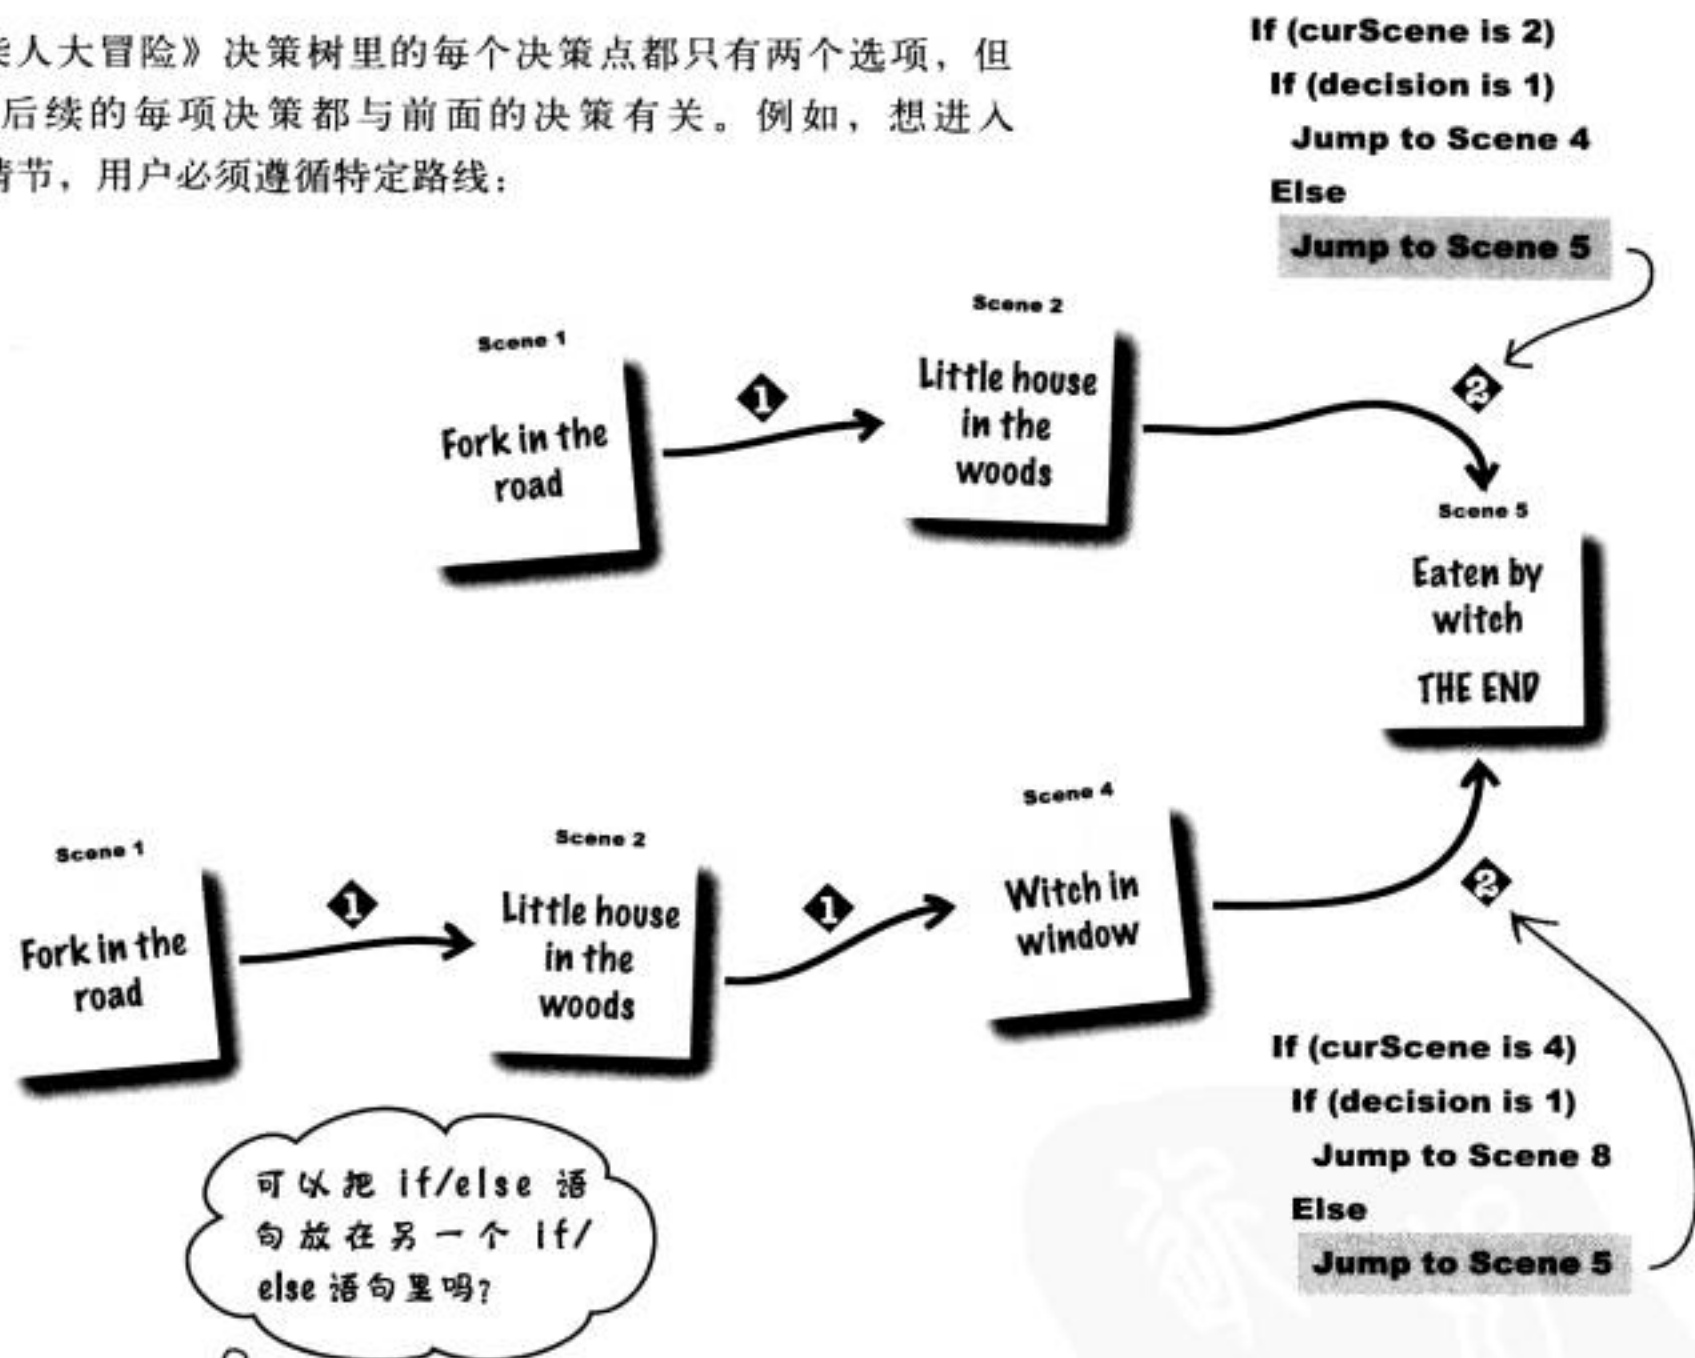 人大冒险》决策树里的每个决策点都只有两个选项，但
后续的每项决策都与前面的决策有关。例如，想进入
节，用户必须遵循特定路线：
If (curScene is 2)
If (decision is 1)
Jump to Scene 4
Else
Jump to Scene 5
Scene 1
Fork in the
road
1
Scene 2
Little house
in the
woods
2
Scene 5
Eaten by
witch
THE END
Scene 1
Fork in the
road
1
Scene 2
Little house
in the
woods
1
Scene 4
Witch in
window
2
If (curScene is 4)
If (decision is 1)
Jump to Scene 8
Else
Jump to Scene 5
可以把 if/else 语
句放在另一个 if/
else 语句里吗？